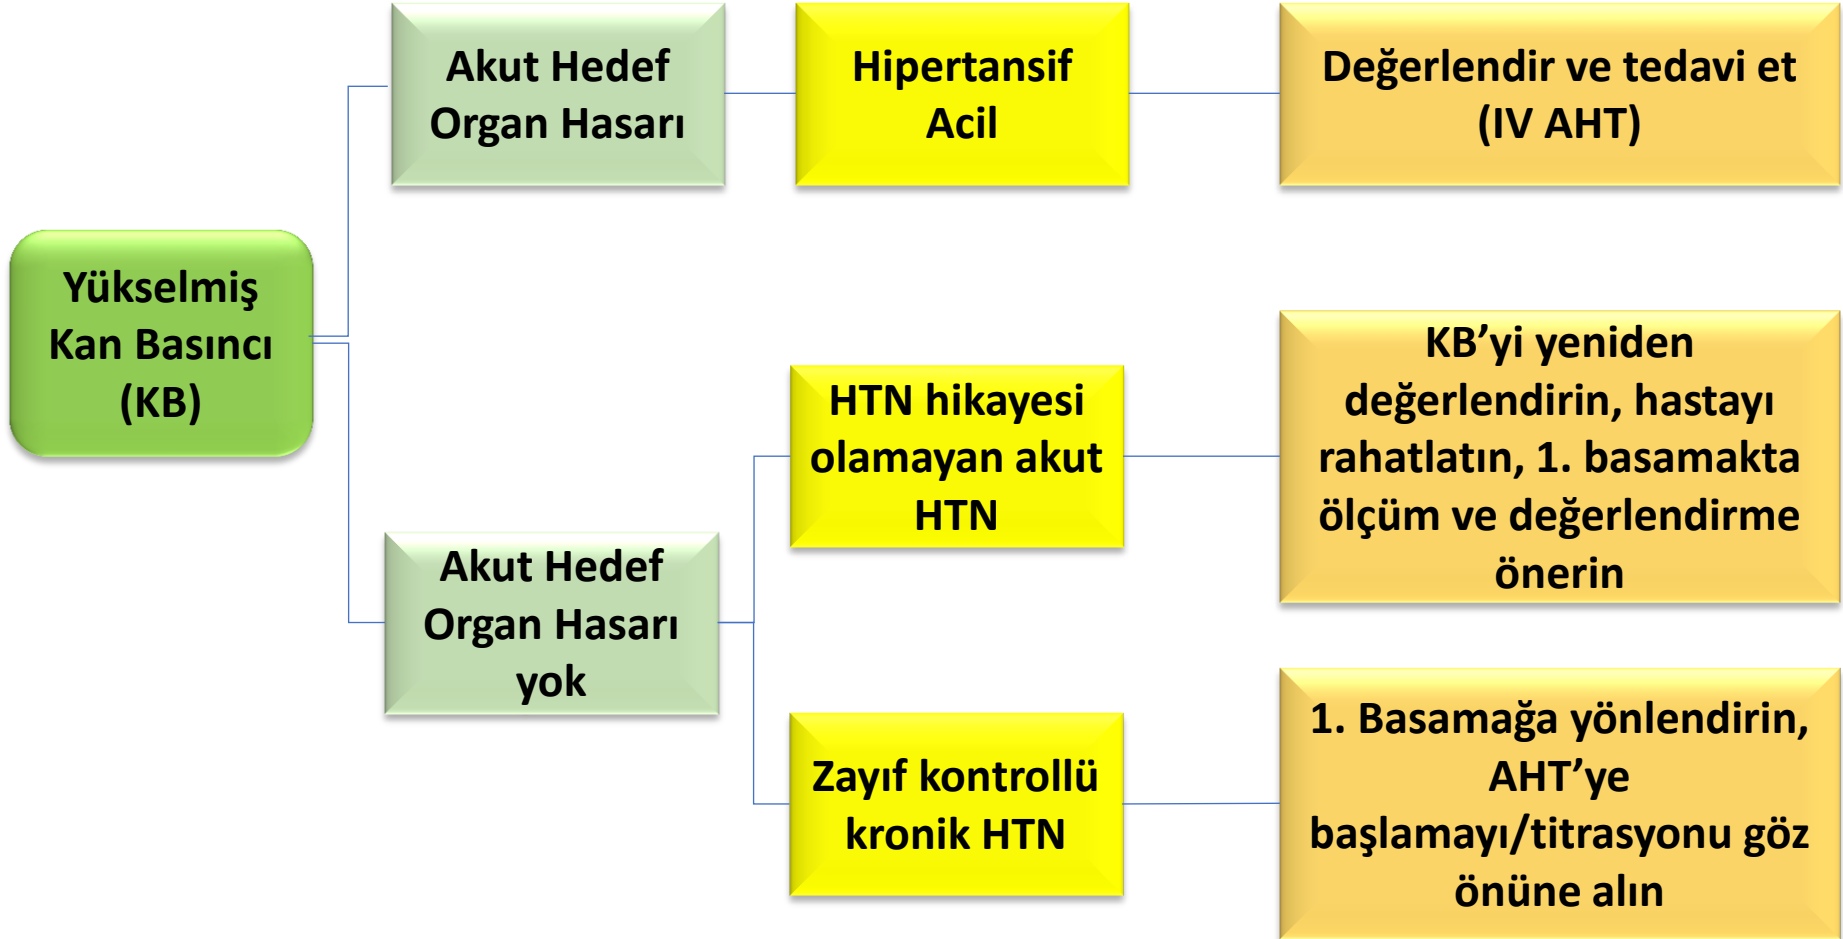 Yükselmiş
Kan Basıncı
(KB)
Akut Hedef
Organ Hasarı
Hipertansif
Acil
Değerlendir ve tedavi et
(IV AHT)
Akut Hedef
Organ Hasarı
yok
HTN hikayesi
olamayan akut
HTN
KB’yi yeniden
değerlendirin, hastayı
rahatlatın, 1. basamakta
ölçüm ve değerlendirme
önerin
Zayıf kontrollü
kronik HTN
1. Basamağa yönlendirin,
AHT’ye
başlamayı/titrasyonu göz
önüne alın